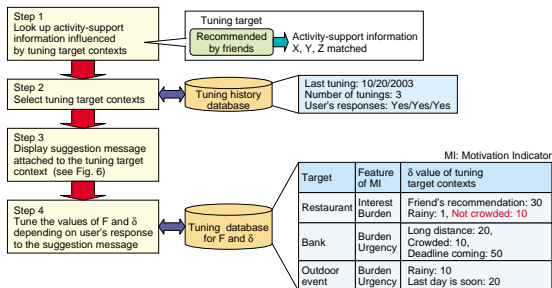 Step 1
Look up activity-support
information influenced
by tuning target contexts
Tuning target
Recommended
by friends
Activity-support information
X, Y, Z matched
Step 2
Select tuning target contexts
Tuning history
database
Last tuning: 10/20/2003
Number of tunings: 3
User's responses: Yes/Yes/Yes
Step 3
Display suggestion message
attached to the tuning target
context (see Fig. 6)
Step 4
Tune the values of F and δ
depending on user's response
to the suggestion message
Tuning database
for F and δ
MI: Motivation Indicator
Target
Feature
of MI
δ value of tuning
target contexts
Restaurant
Interest
Burden
Friend's recommendation: 30
Rainy: 1, Not crowded: 10
Bank
Burden
Urgency
Long distance: 20,
Crowded: 10,
Deadline coming: 50
Outdoor
event
Burden
Urgency
Rainy: 10
Last day is soon: 20